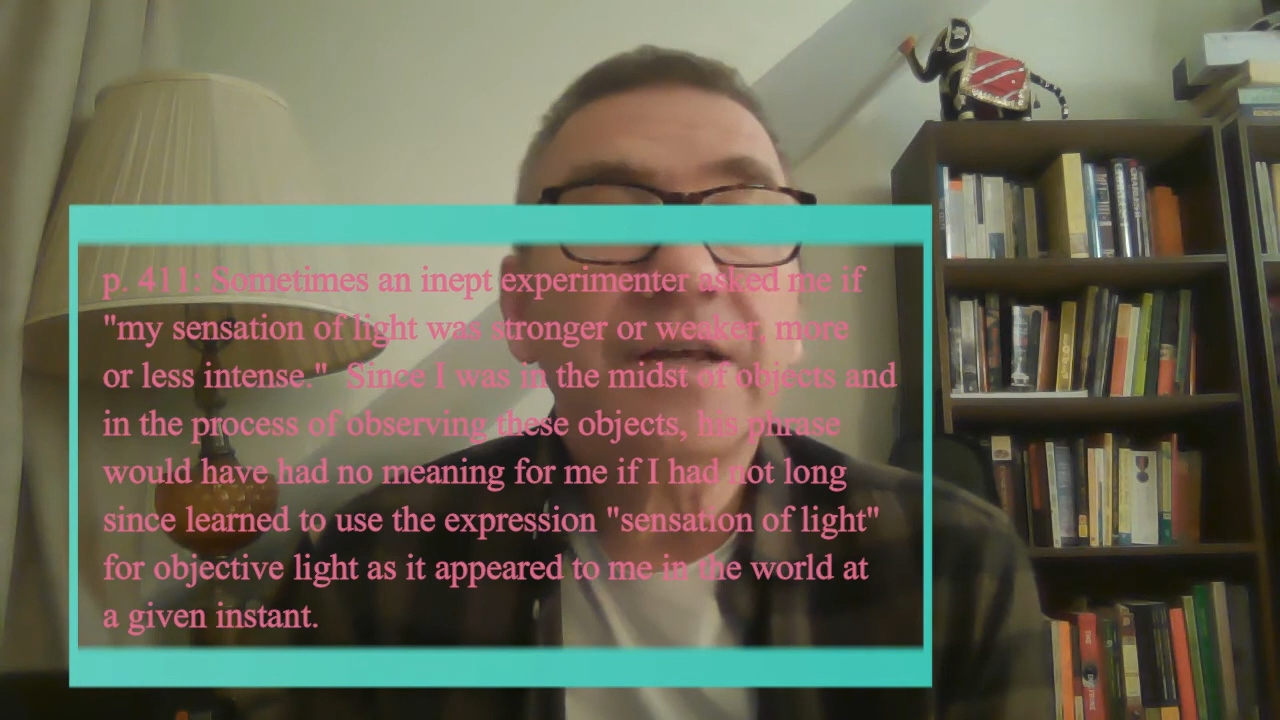 p. 411: Sometimes an inept experimenter asked me if
"my sensation of light was stronger or weaker, more
or less intense."  Since I was in the midst of objects and
in the process of observing these objects, his phrase
would have had no meaning for me if I had not long
since learned to use the expression "sensation of light"
for objective light as it appeared to me in the world at
a given instant.